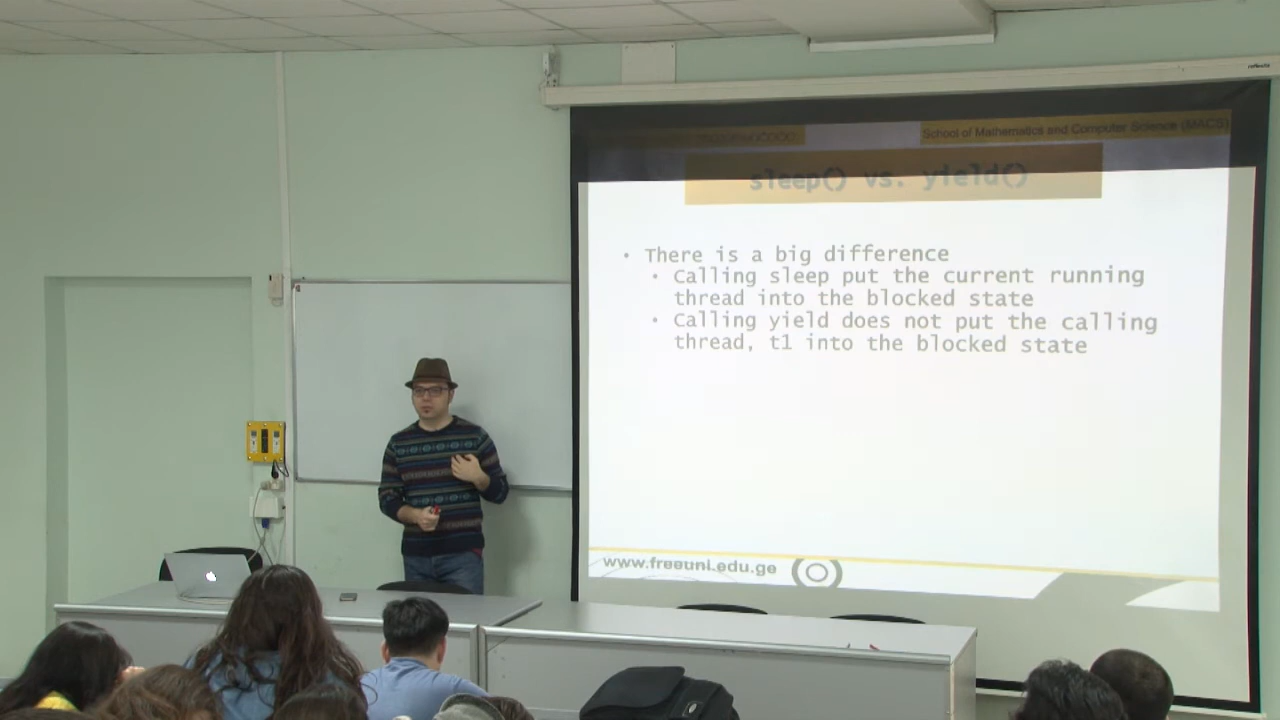 reflecta
School of Mathematics and Computer Science (MACS)
sleep() vs. yield()
• There is a big difference
• Calling sleep put the current running
thread into the blocked state
• Calling yield does not put the calling
thread, t1 into the blocked state
www.freeuni.edu.ge